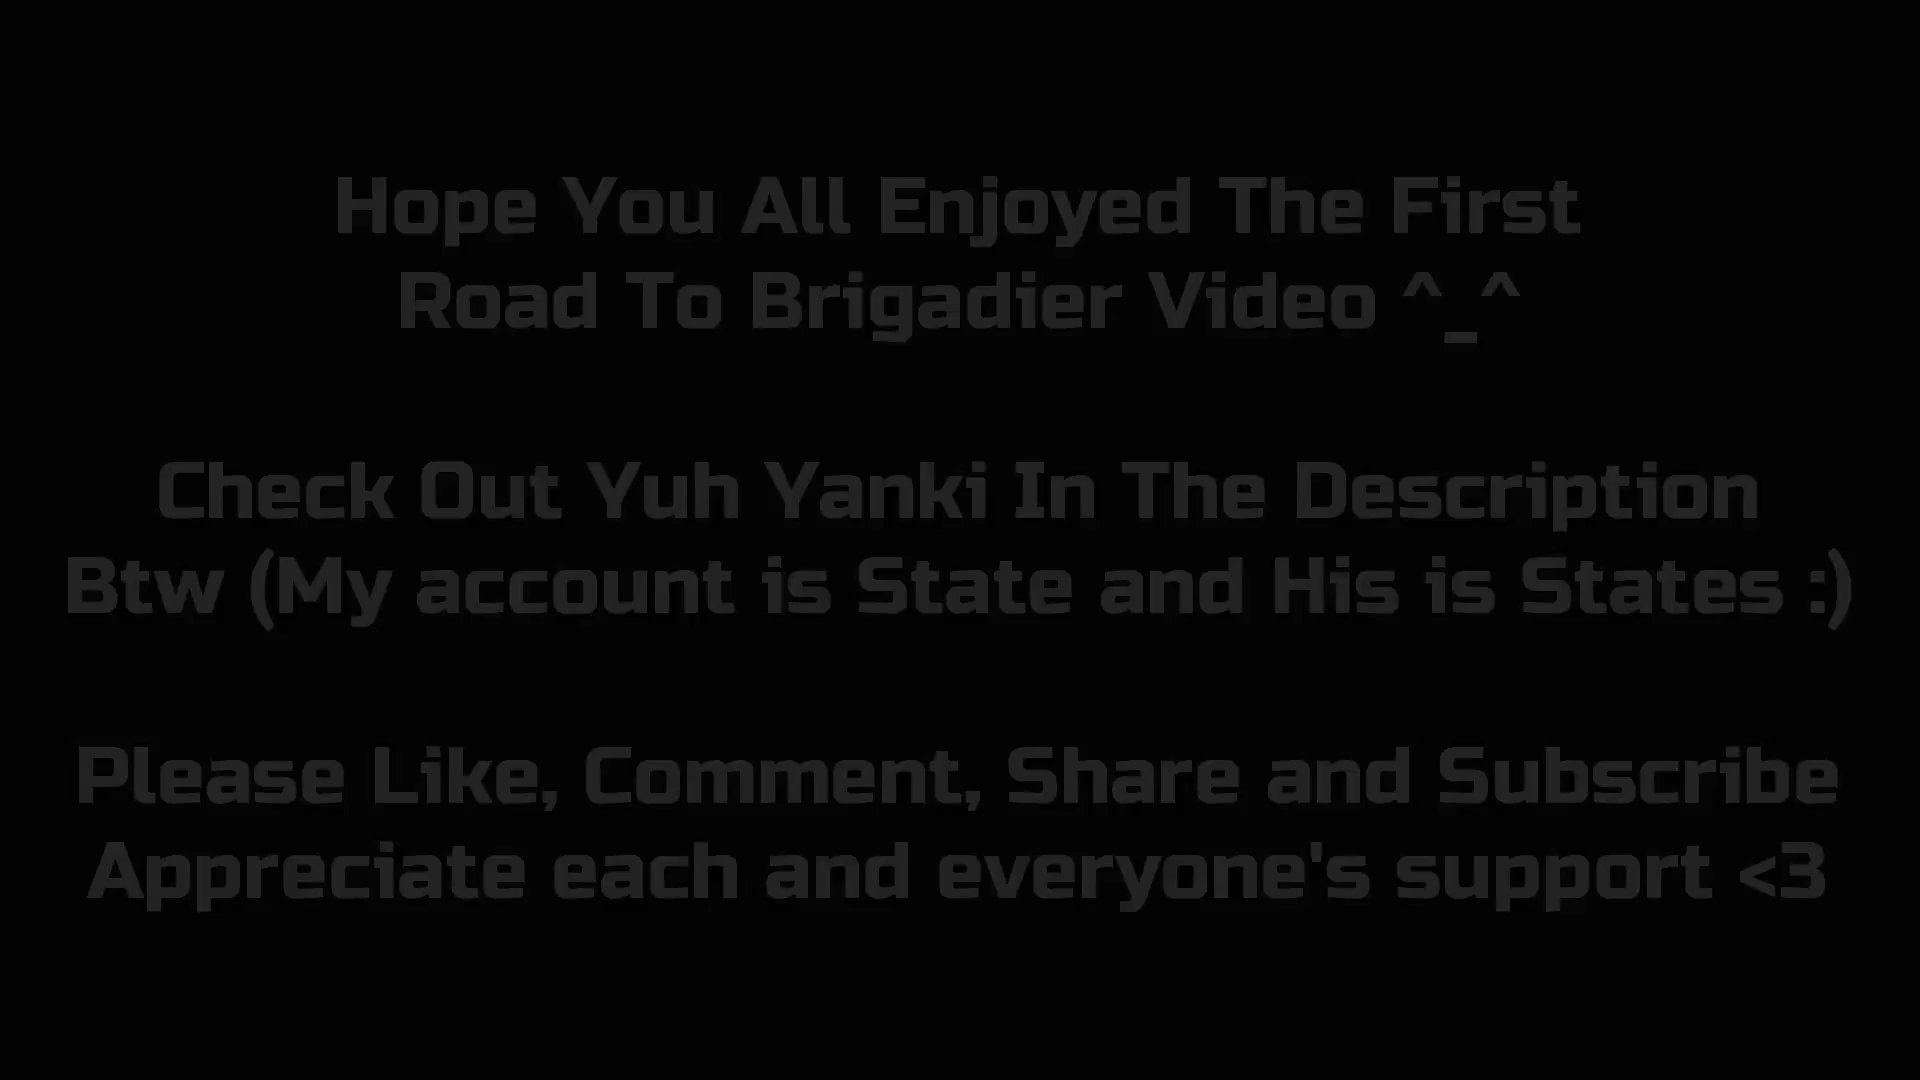 Hope You All Enjoyed The First
Road To Brigadier Video ^_^
Check Out Yuh Yanki In The Description
Btw (My account is State and His is States :)
Please Like, Comment, Share and Subscribe
Appreciate each and everyone's support <3